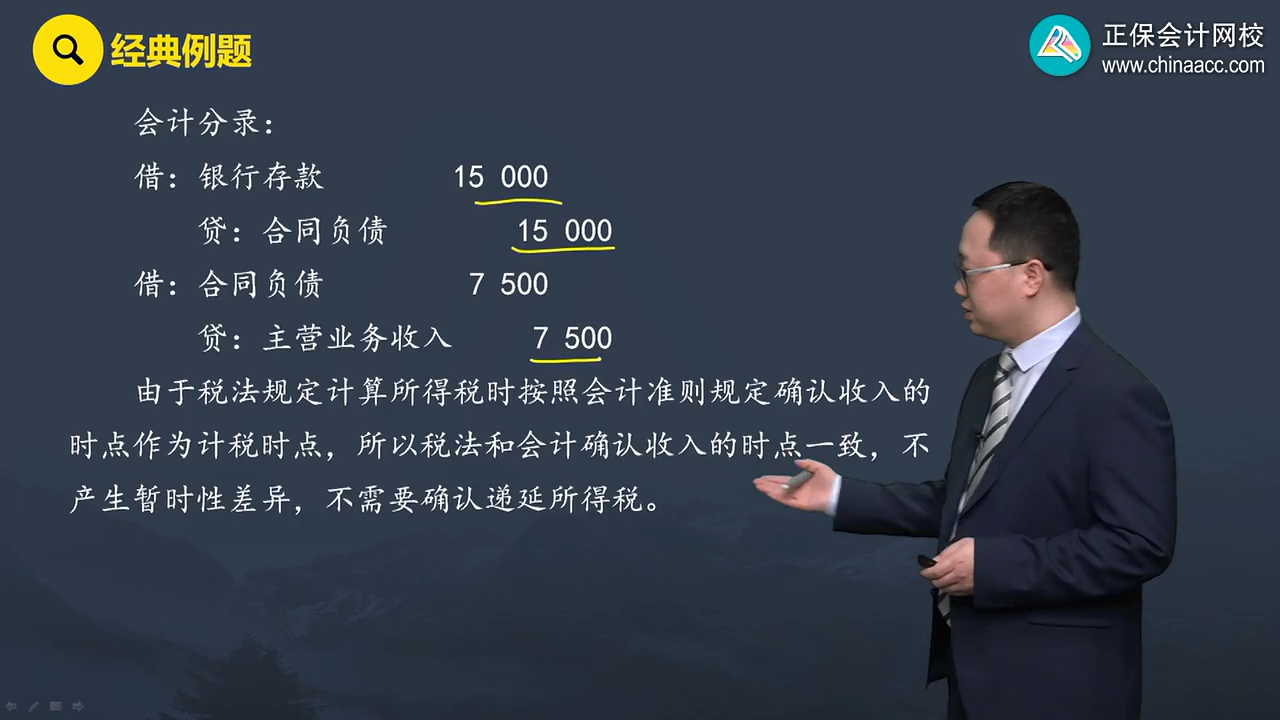 经典例题
正保会计网校
www.chinaacc.com
会计分录：
借：银行存款 15 000
贷：合同负债 15 000
借：合同负债 7 500
贷：主营业务收入 7 500
由于税法规定计算所得税时按照会计准则规定确认收入的
时点作为计税时点，所以税法和会计确认收入的时点一致，不
产生暂时性差异，不需要确认递延所得税。